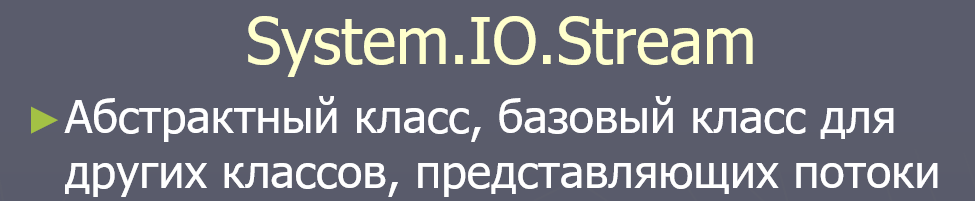 System.IO.Stream
►Абстрактный класс, базовый класс для
других классов, представляющих потоки